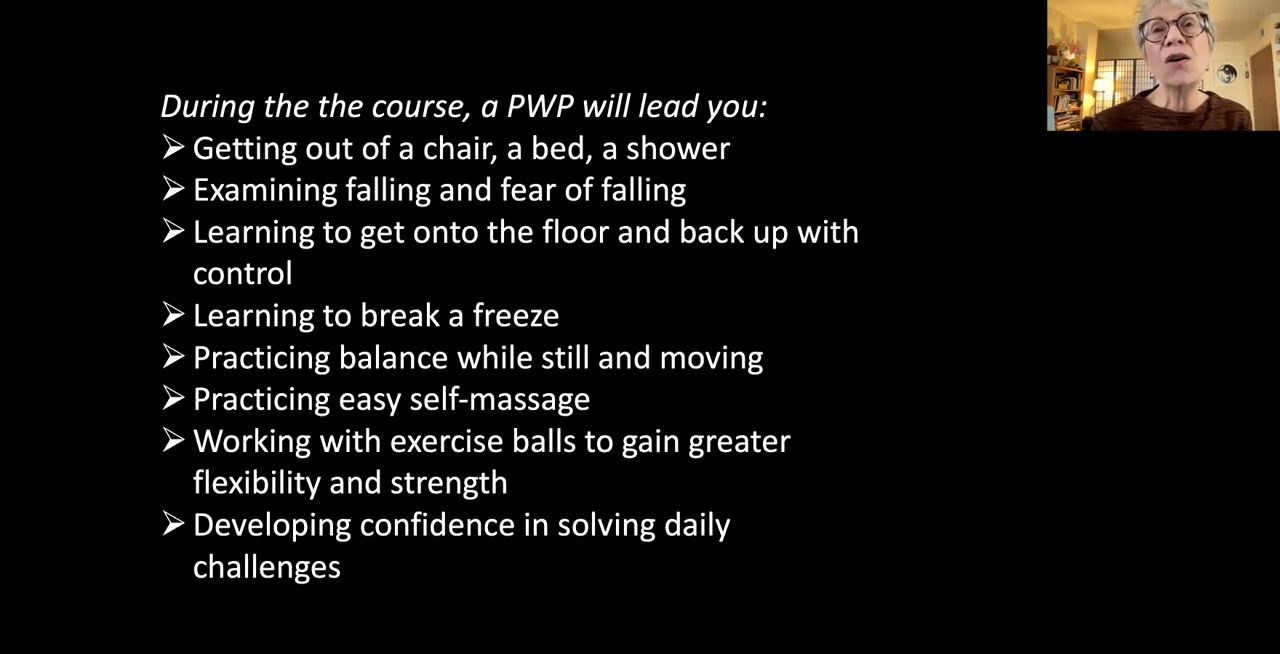 During the the course, a PWP will lead you:
➢ Getting out of a chair, a bed, a shower
➢ Examining falling and fear of falling
➢ Learning to get onto the floor and back up with
control
➢ Learning to break a freeze
➢ Practicing balance while still and moving
➢ Practicing easy self-massage
➢ Working with exercise balls to gain greater
flexibility and strength
➢ Developing confidence in solving daily
challenges